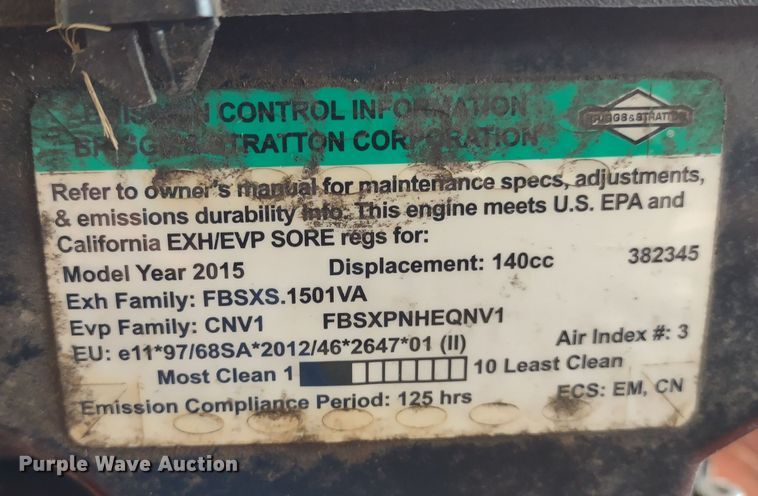 EMISSION CONTROL INFORMATION
BRIGGS & STRATTON CORPORATION
BRIGGS & STRATTON
®
Refer to owner's manual for maintenance specs, adjustments,
& emissions durability info. This engine meets U.S. EPA and
California EXH/EVP SORE regs for:
Model Year 2015 Displacement: 140cc 382345
Exh Family: FBSXS.1501VA
Evp Family: CNV1 FBSXPNHEQNV1
Air Index #: 3
EU: e11*97/68SA*2012/46*2647*01 (II)
Most Clean 1 10 Least Clean
Emission Compliance Period: 125 hrs ECS: EM, CN
Purple Wave Auction